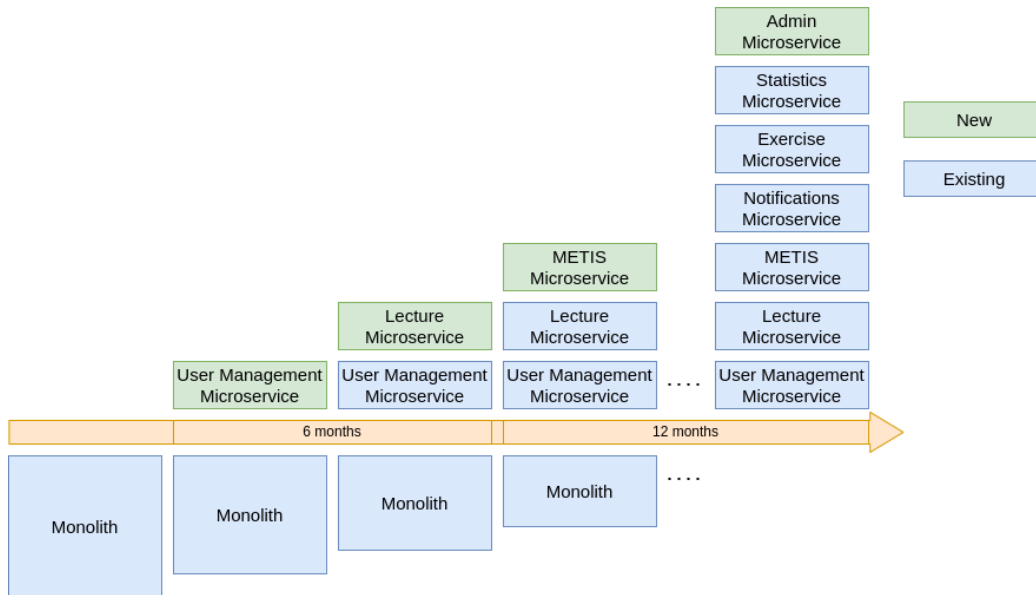 Admin
Microservice
Statistics
Microservice
New
Exercise
Microservice
Existing
Notifications
Microservice
METIS
Microservice
METIS
Microservice
Lecture
Microservice
Lecture
Microservice
Lecture
Microservice
User Management
Microservice
User Management
Microservice
User Management
Microservice
....
User Management
Microservice
6 months
12 months
Monolith
Monolith
Monolith
Monolith
....